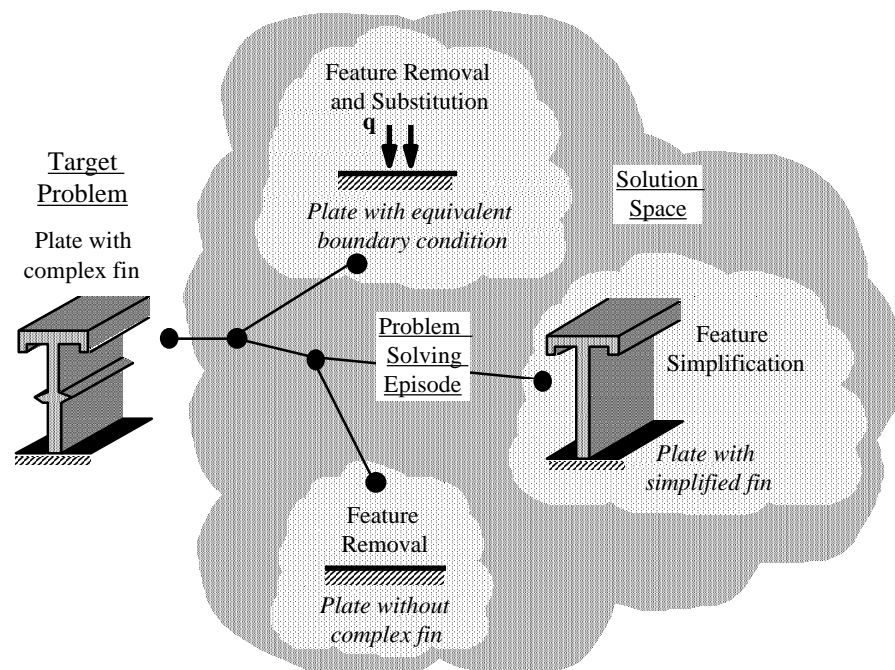 Target
Problem
Plate with
complex fin
Feature Removal
and Substitution
q
Plate with equivalent
boundary condition
Solution
Space
Problem
Solving
Episode
Feature
Simplification
Plate with
simplified fin
Feature
Removal
Plate without
complex fin